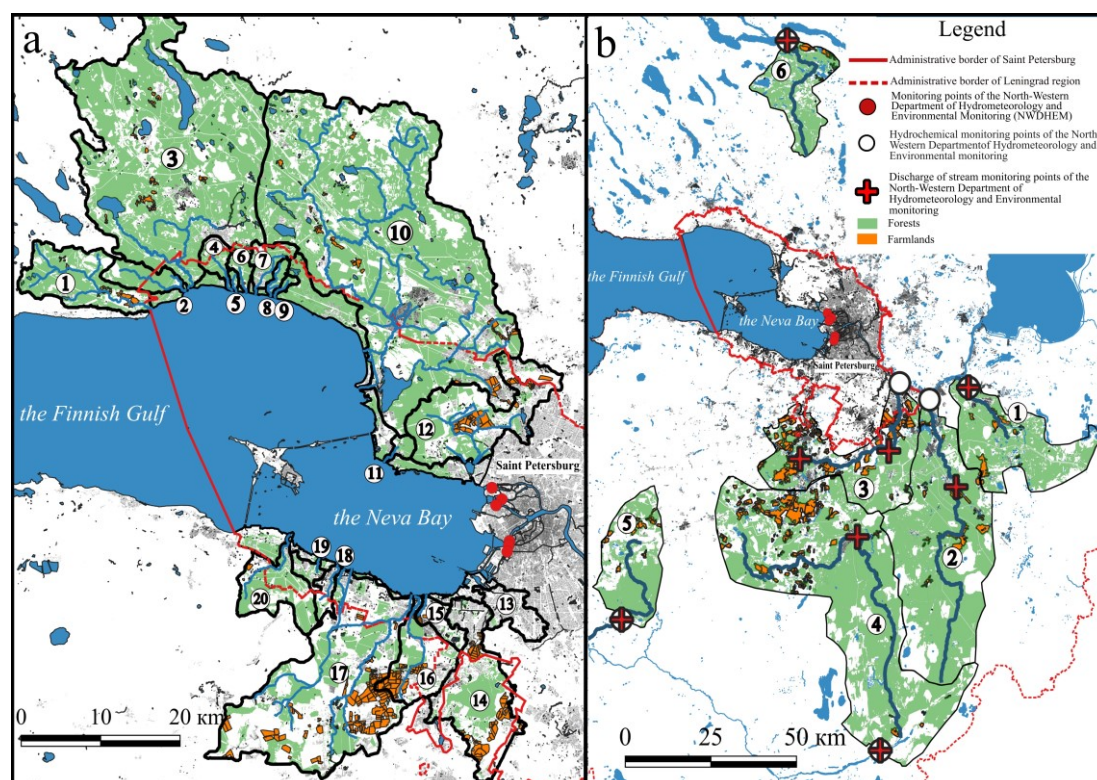 a
3
10
4
6
7
1
2
5
8
9
the Finnish Gulf
12
11
Saint Petersburg
the Neva Bay
19
18
20
13
15
17
16
14
0 10 20 км
b
Legend
6
Administrative border of Saint Petersburg
Administrative border of Leningrad region
Monitoring points of the North-Western
Department of Hydrometeorology and
Environmental Monitoring (NWDHEM)
Hydrochemical monitoring points of the North
Western Departmentof Hydrometeorology and
Environmental monitoring
Discharge of stream monitoring points of the
North-Western Department of
Hydrometeorology and Environmental
monitoring
Forests
Farmlands
the Finnish Gulf
the Neva Bay
Saint Petersburg
1
3
5
2
4
0 25 50 км